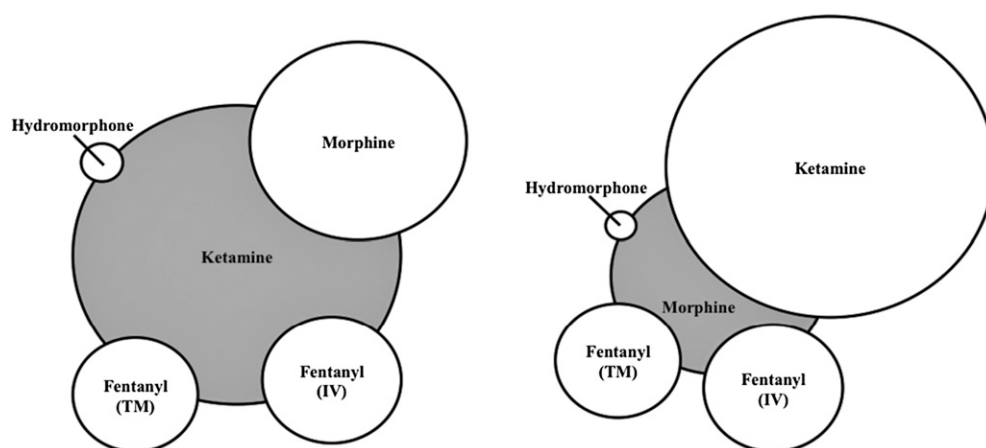 Hydromorphone
Morphine
Ketamine
Fentanyl
(TM)
Fentanyl
(IV)
Ketamine
Hydromorphone
Morphine
Fentanyl
(TM)
Fentanyl
(IV)